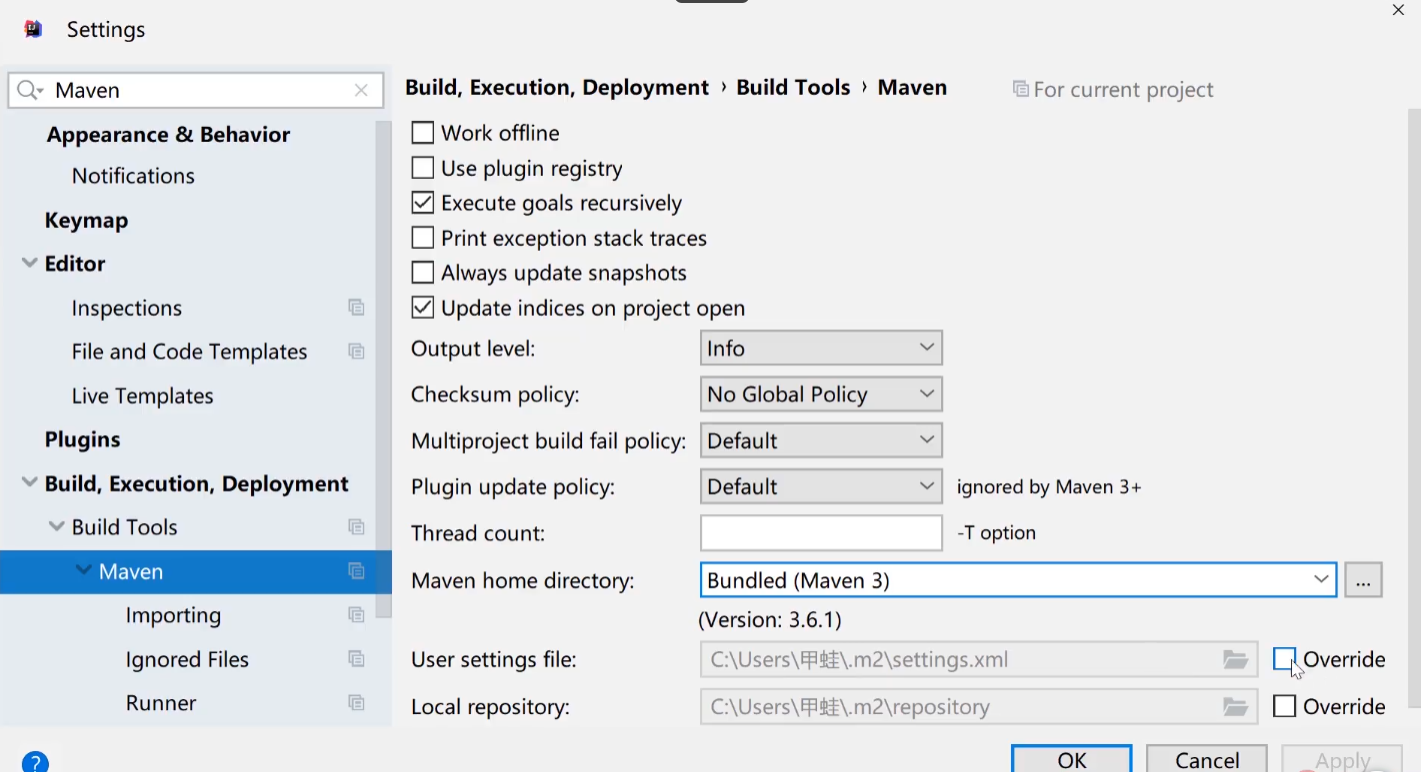 Settings
Maven
Appearance & Behavior
Notifications
Keymap
Editor
Inspections
File and Code Templates
Live Templates
Plugins
Build, Execution, Deployment
Build Tools
Maven
Importing
Ignored Files
Runner
?
Build, Execution, Deployment › Build Tools › Maven
For current project
Work offline
Use plugin registry
Execute goals recursively
Print exception stack traces
Always update snapshots
Update indices on project open
Output level: Info
Checksum policy: No Global Policy
Multiproject build fail policy: Default
Plugin update policy: Default ignored by Maven 3+
Thread count: -T option
Maven home directory: Bundled (Maven 3) ...
(Version: 3.6.1)
User settings file: C:\Users\甲蛙\.m2\settings.xml Override
Local repository: C:\Users\甲蛙\.m2\repository Override
OK Cancel Apply